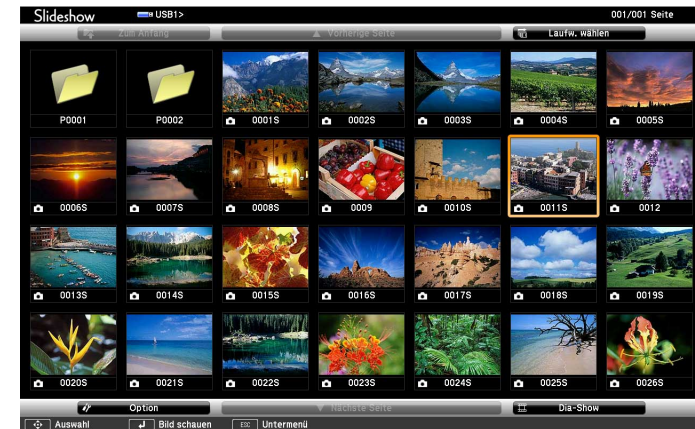 Slideshow USB1> 001/001 Seite
Zum Anfang ▲ Vorherige Seite Laufw. wählen
P0001 P0002 0001S 0002S 0003S 0004S 0005S
0006S 0007S 0008S 0009 0010S 0011S 0012
0013S 0014S 0015S 0016S 0017S 0018S 0019S
0020S 0021S 0022S 0023S 0024S 0025S 0026S
Option ▼ Nächste Seite Dia-Show
Auswahl Bild schauen ESC Untermenü